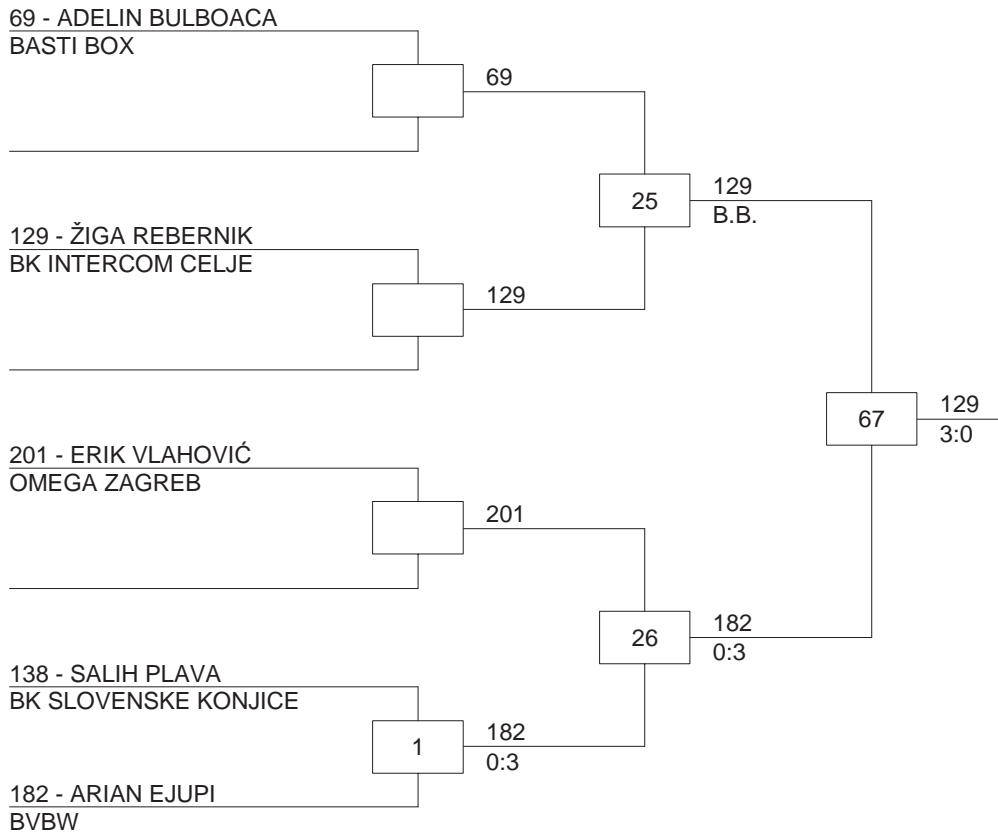 69 - ADELIN BULBOACA
BASTI BOX
69
25
129
B.B.
129 - ŽIGA REBERNIK
BK INTERCOM CELJE
129
67
129
3:0
201 - ERIK VLAHOVIĆ
OMEGA ZAGREB
201
26
182
0:3
138 - SALIH PLAVA
BK SLOVENSKE KONJICE
1
182
0:3
182 - ARIAN EJUPI
BVBW